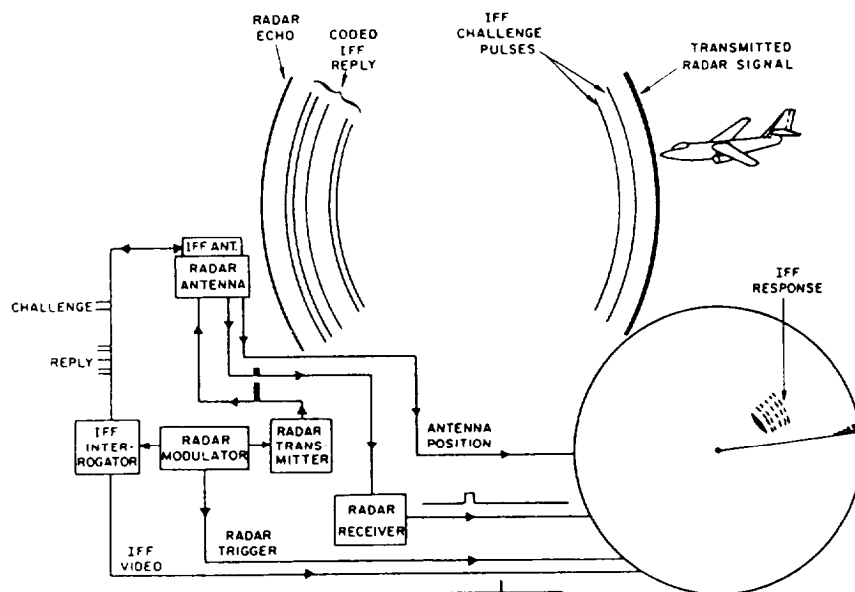 RADAR
ECHO
CODED
IFF
REPLY
IFF
CHALLENGE
PULSES
TRANSMITTED
RADAR SIGNAL
IFF ANT.
RADAR
ANTENNA
CHALLENGE
REPLY
IFF
RESPONSE
IFF
INTER-
ROGATOR
RADAR
MODULATOR
RADAR
TRANS-
MITTER
ANTENNA
POSITION
RADAR
RECEIVER
RADAR
TRIGGER
IFF
VIDEO